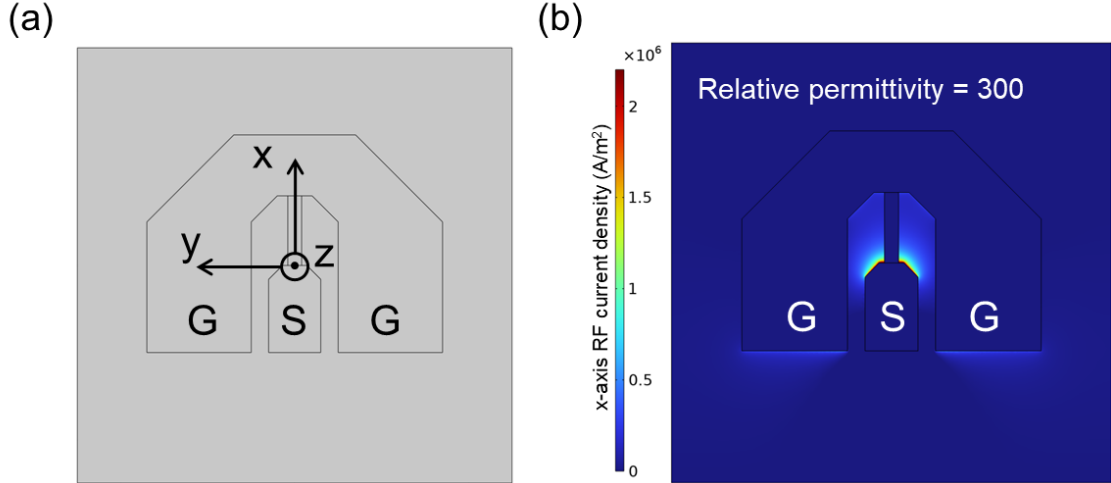 (a)
x
y
z
G
S
G
(b)
×10⁶
2
1.5
1
0.5
0
x-axis RF current density (A/m²)
Relative permittivity = 300
G
S
G